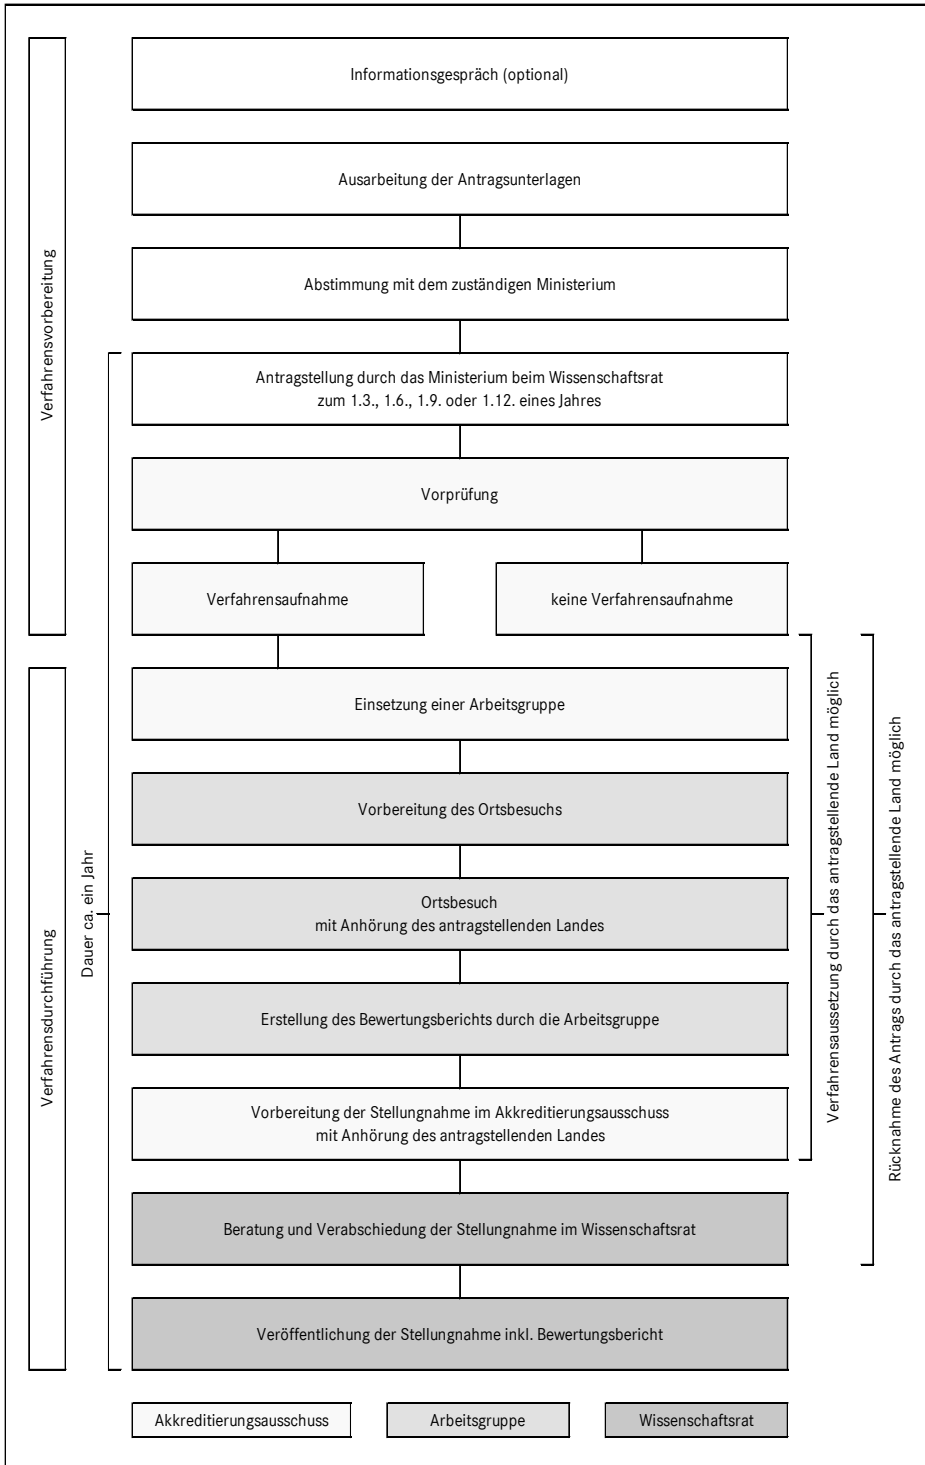 Informationsgespräch (optional)
Ausarbeitung der Antragsunterlagen
Abstimmung mit dem zuständigen Ministerium
Antragstellung durch das Ministerium beim Wissenschaftsrat
zum 1.3., 1.6., 1.9. oder 1.12. eines Jahres
Vorprüfung
Verfahrensaufnahme
keine Verfahrensaufnahme
Einsetzung einer Arbeitsgruppe
Vorbereitung des Ortsbesuchs
Ortsbesuch
mit Anhörung des antragstellenden Landes
Erstellung des Bewertungsberichts durch die Arbeitsgruppe
Vorbereitung der Stellungnahme im Akkreditierungsausschuss
mit Anhörung des antragstellenden Landes
Beratung und Verabschiedung der Stellungnahme im Wissenschaftsrat
Veröffentlichung der Stellungnahme inkl. Bewertungsbericht
Verfahrensvorbereitung
Verfahrensdurchführung
Dauer ca. ein Jahr
Verfahrensaussetzung durch das antragstellende Land möglich
Rücknahme des Antrags durch das antragstellende Land möglich
Akkreditierungsausschuss
Arbeitsgruppe
Wissenschaftsrat